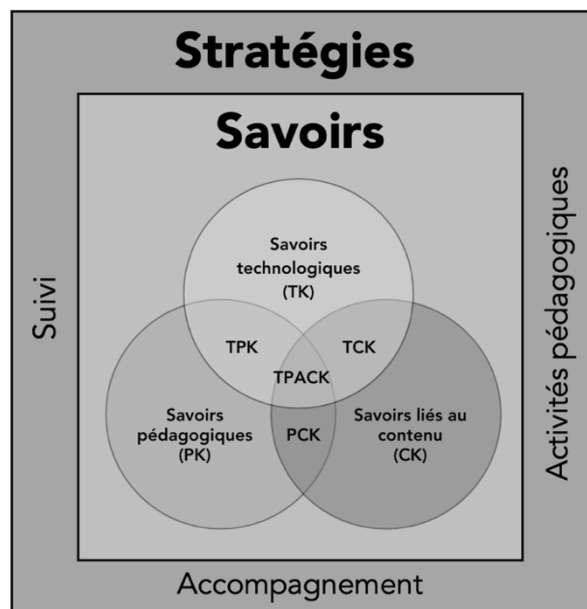 Stratégies
Savoirs
Savoirs
technologiques
(TK)
TPK
TCK
TPACK
Savoirs
pédagogiques
(PK)
PCK
Savoirs liés au
contenu
(CK)
Suivi
Activités pédagogiques
Accompagnement